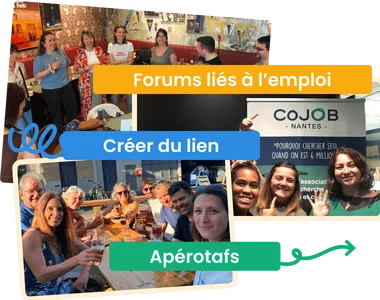 Forums liés à l'emploi
COJOB
- NANTES -
"POURQUOI CHERCHER SEUL
QUAND ON EST 6 MILLIONS
Créer du lien
Apérotafs